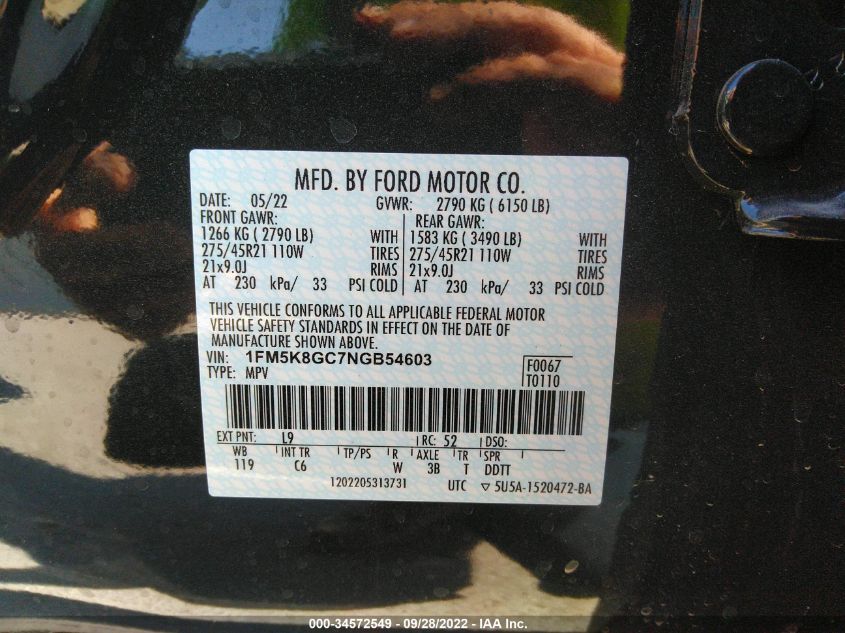 MFD. BY FORD MOTOR CO.
DATE: 05/22 GVWR: 2790 KG ( 6150 LB)
FRONT GAWR: REAR GAWR:
1266 KG ( 2790 LB) WITH 1583 KG ( 3490 LB) WITH
275/45R21 110W TIRES 275/45R21 110W TIRES
21x9.0J RIMS 21x9.0J RIMS
AT 230 kPa/ 33 PSI COLD AT 230 kPa/ 33 PSI COLD
THIS VEHICLE CONFORMS TO ALL APPLICABLE FEDERAL MOTOR
VEHICLE SAFETY STANDARDS IN EFFECT ON THE DATE OF
MANUFACTURE SHOWN ABOVE.
VIN: 1FM5K8GC7NGB54603 F0067
TYPE: MPV T0110
EXT PNT: L9 RC: 52 DSO:
WB INT TR TP/PS R AXLE TR SPR
119 C6 W 3B T DDTT
1202205313731 UTC ▽ 5U5A-1520472-BA
000-34572549 - 09/28/2022 - IAA Inc.